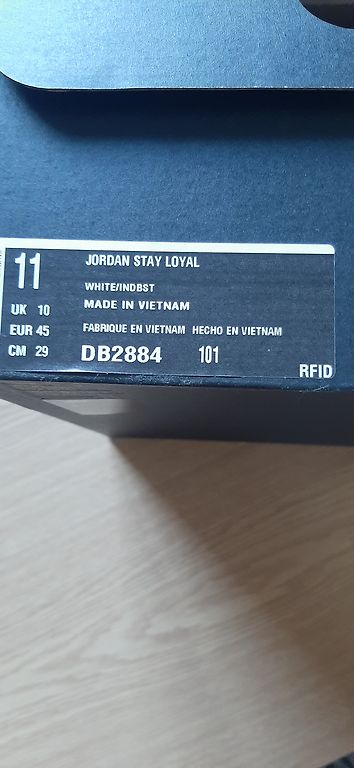 11
JORDAN STAY LOYAL
WHITE/INDBST
UK 10
MADE IN VIETNAM
EUR 45
FABRIQUE EN VIETNAM HECHO EN VIETNAM
CM 29
DB2884 101
RFID